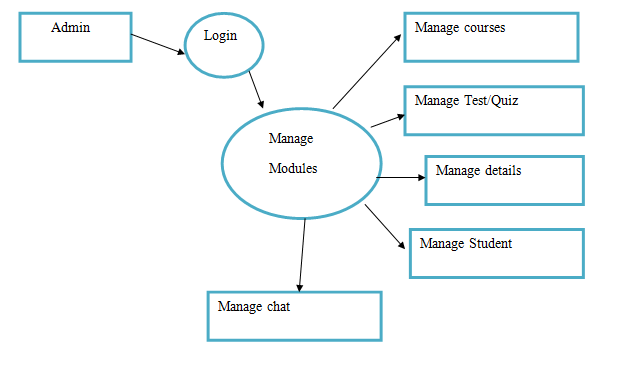 Admin
Login
Manage
Modules
Manage courses
Manage Test/Quiz
Manage details
Manage Student
Manage chat